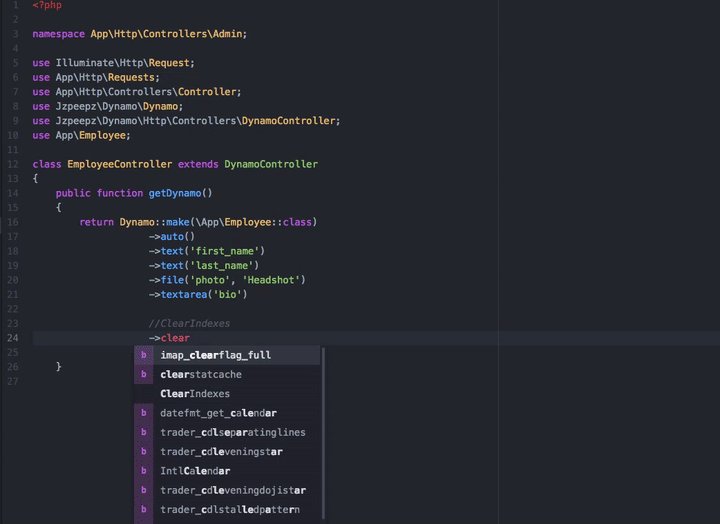 1 <?php
2
3 namespace App\Http\Controllers\Admin;
4
5 use Illuminate\Http\Request;
6 use App\Http\Requests;
7 use App\Http\Controllers\Controller;
8 use Jzpeepz\Dynamo\Dynamo;
9 use Jzpeepz\Dynamo\Http\Controllers\DynamoController;
10 use App\Employee;
11
12 class EmployeeController extends DynamoController
13 {
14     public function getDynamo()
15     {
16         return Dynamo::make(\App\Employee::class)
17                     ->auto()
18                     ->text('first_name')
19                     ->text('last_name')
20                     ->file('photo', 'Headshot')
21                     ->textarea('bio')
22
23                     //ClearIndexes
24                     ->clear
25 b imap_clearflag_full
26     } b clearstatcache
27 ClearIndexes
b datefmt_get_calendar
b trader_cdlseparatinglines
b trader_cdleveningstar
b IntlCalendar
b trader_cdleveningdojistar
b trader_cdlstalledpattern